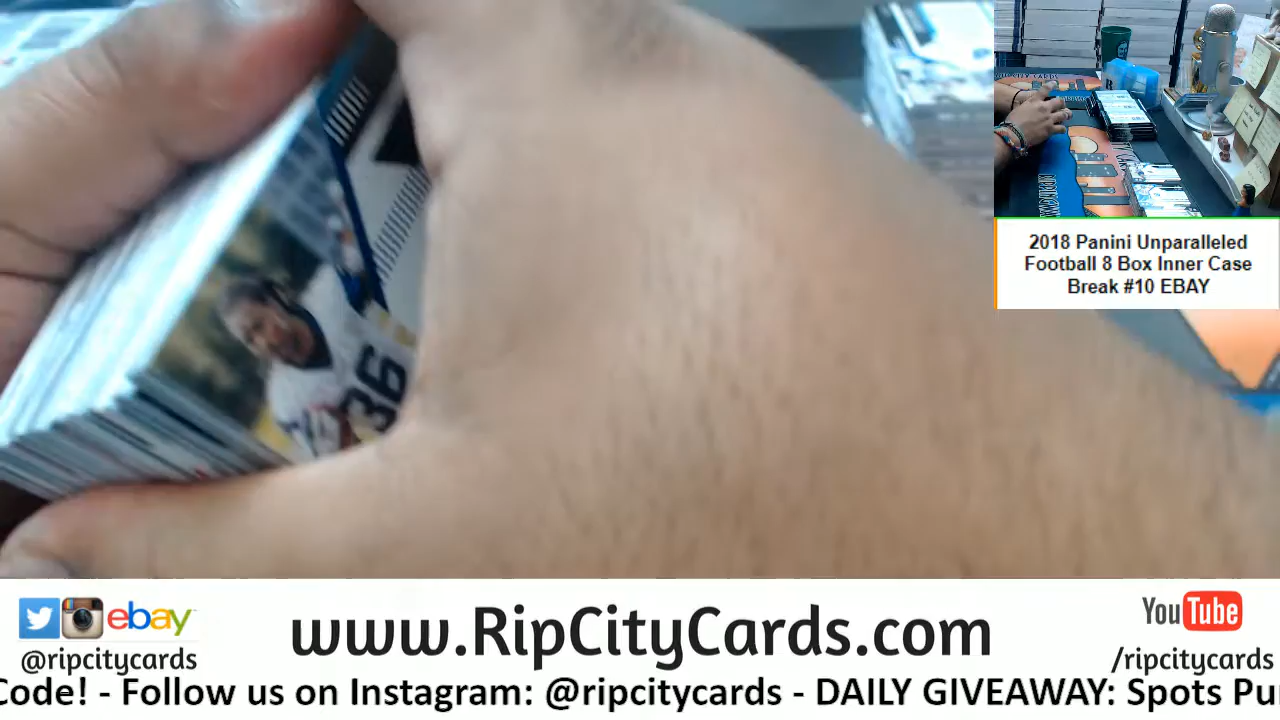 36
2018 Panini Unparalleled
Football 8 Box Inner Case
Break #10 EBAY
ebay
@ripcitycards
www.RipCityCards.com
YouTube
/ripcitycards
Code! - Follow us on Instagram: @ripcitycards - DAILY GIVEAWAY: Spots Pu